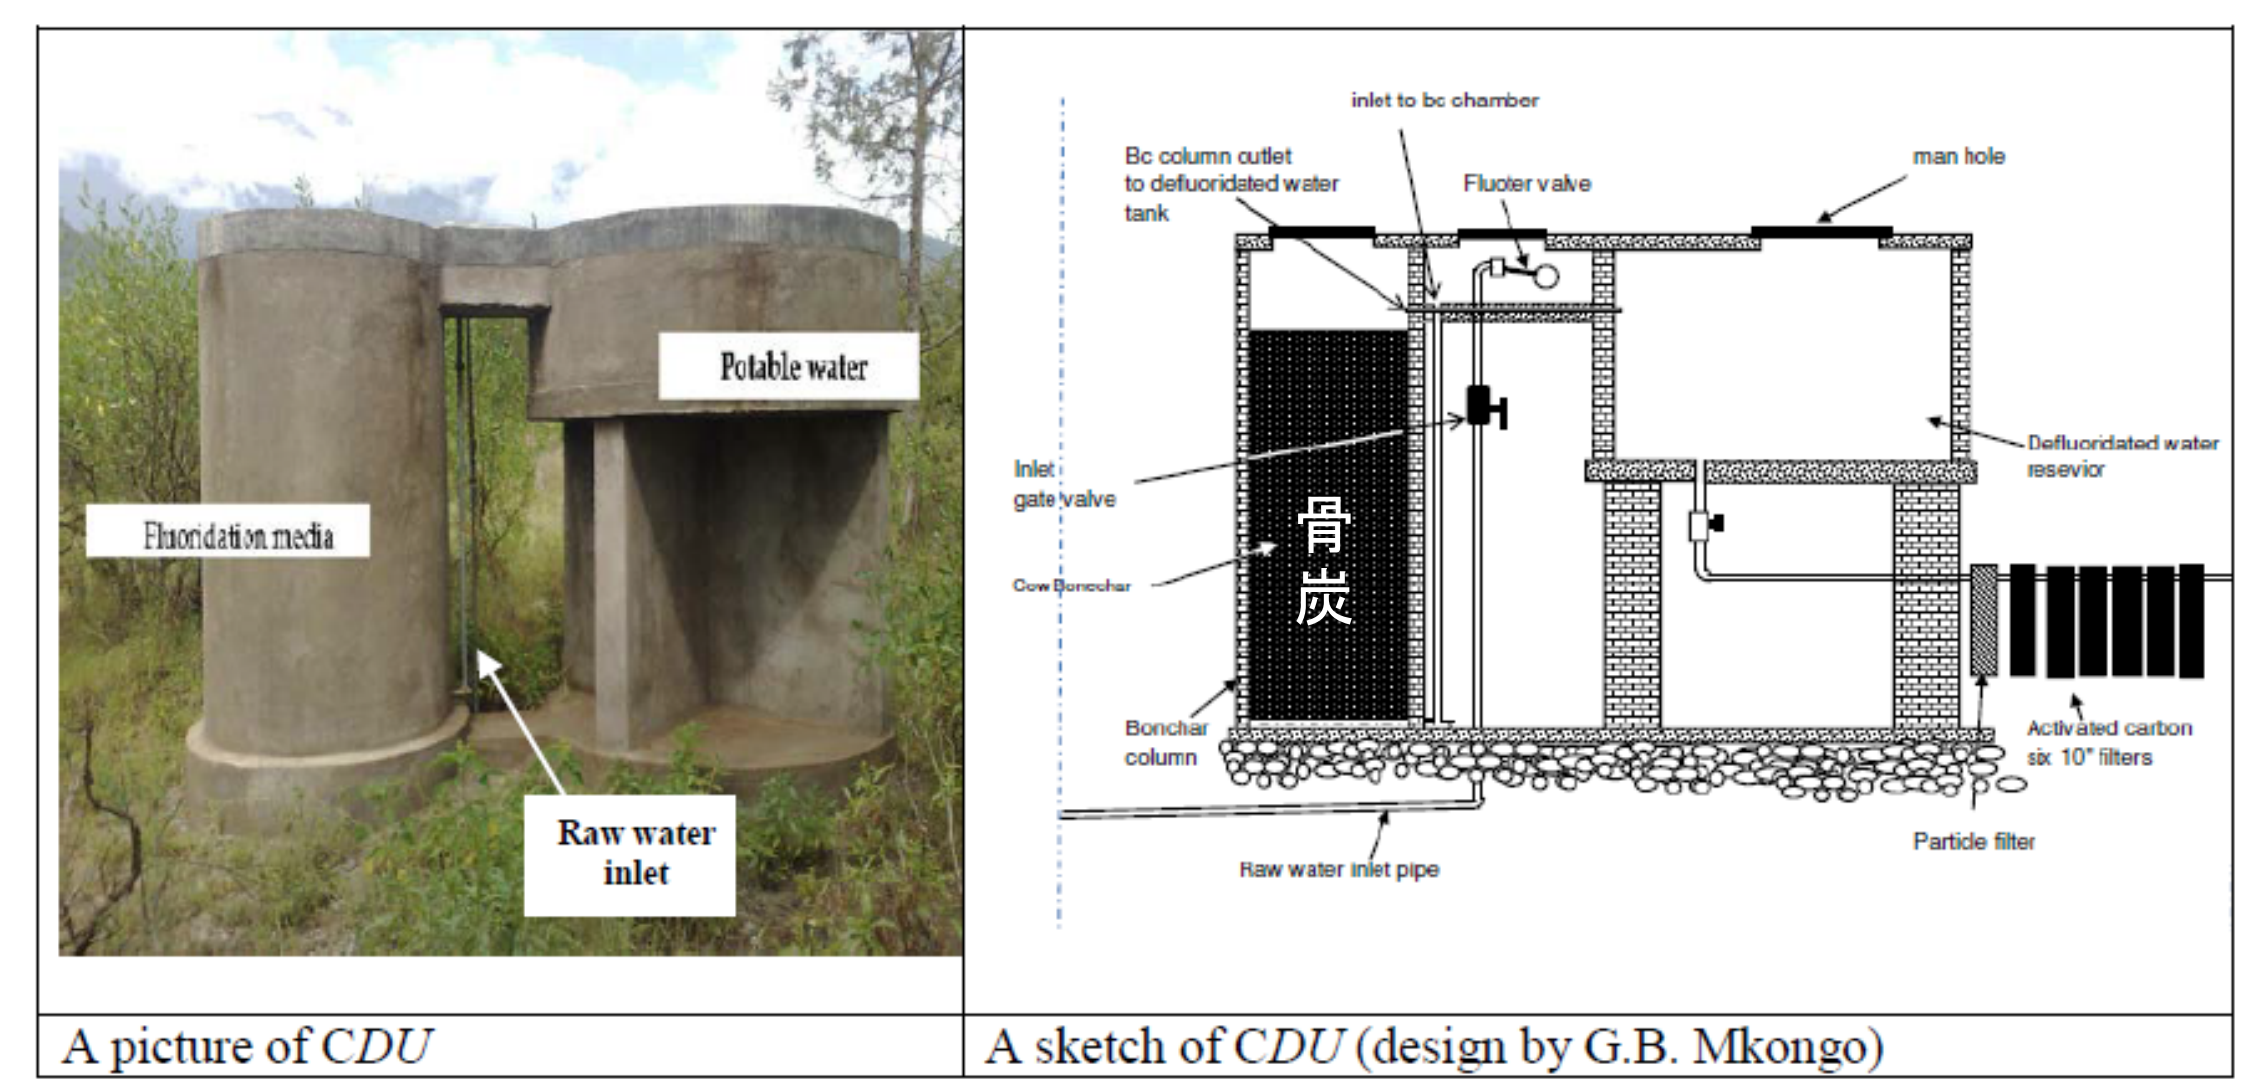 Potable water
Fluoridation media
Raw water
inlet
A picture of CDU
inlet to bc chamber
Bc column outlet
to defluoridated water
tank
Fluoter valve
man hole
Inlet
gate valve
Cow Bonechar
骨
炭
Defluoridated water
resevior
Bonchar
column
Activated carbon
six 10" filters
Particle filter
Raw water inlet pipe
A sketch of CDU (design by G.B. Mkongo)